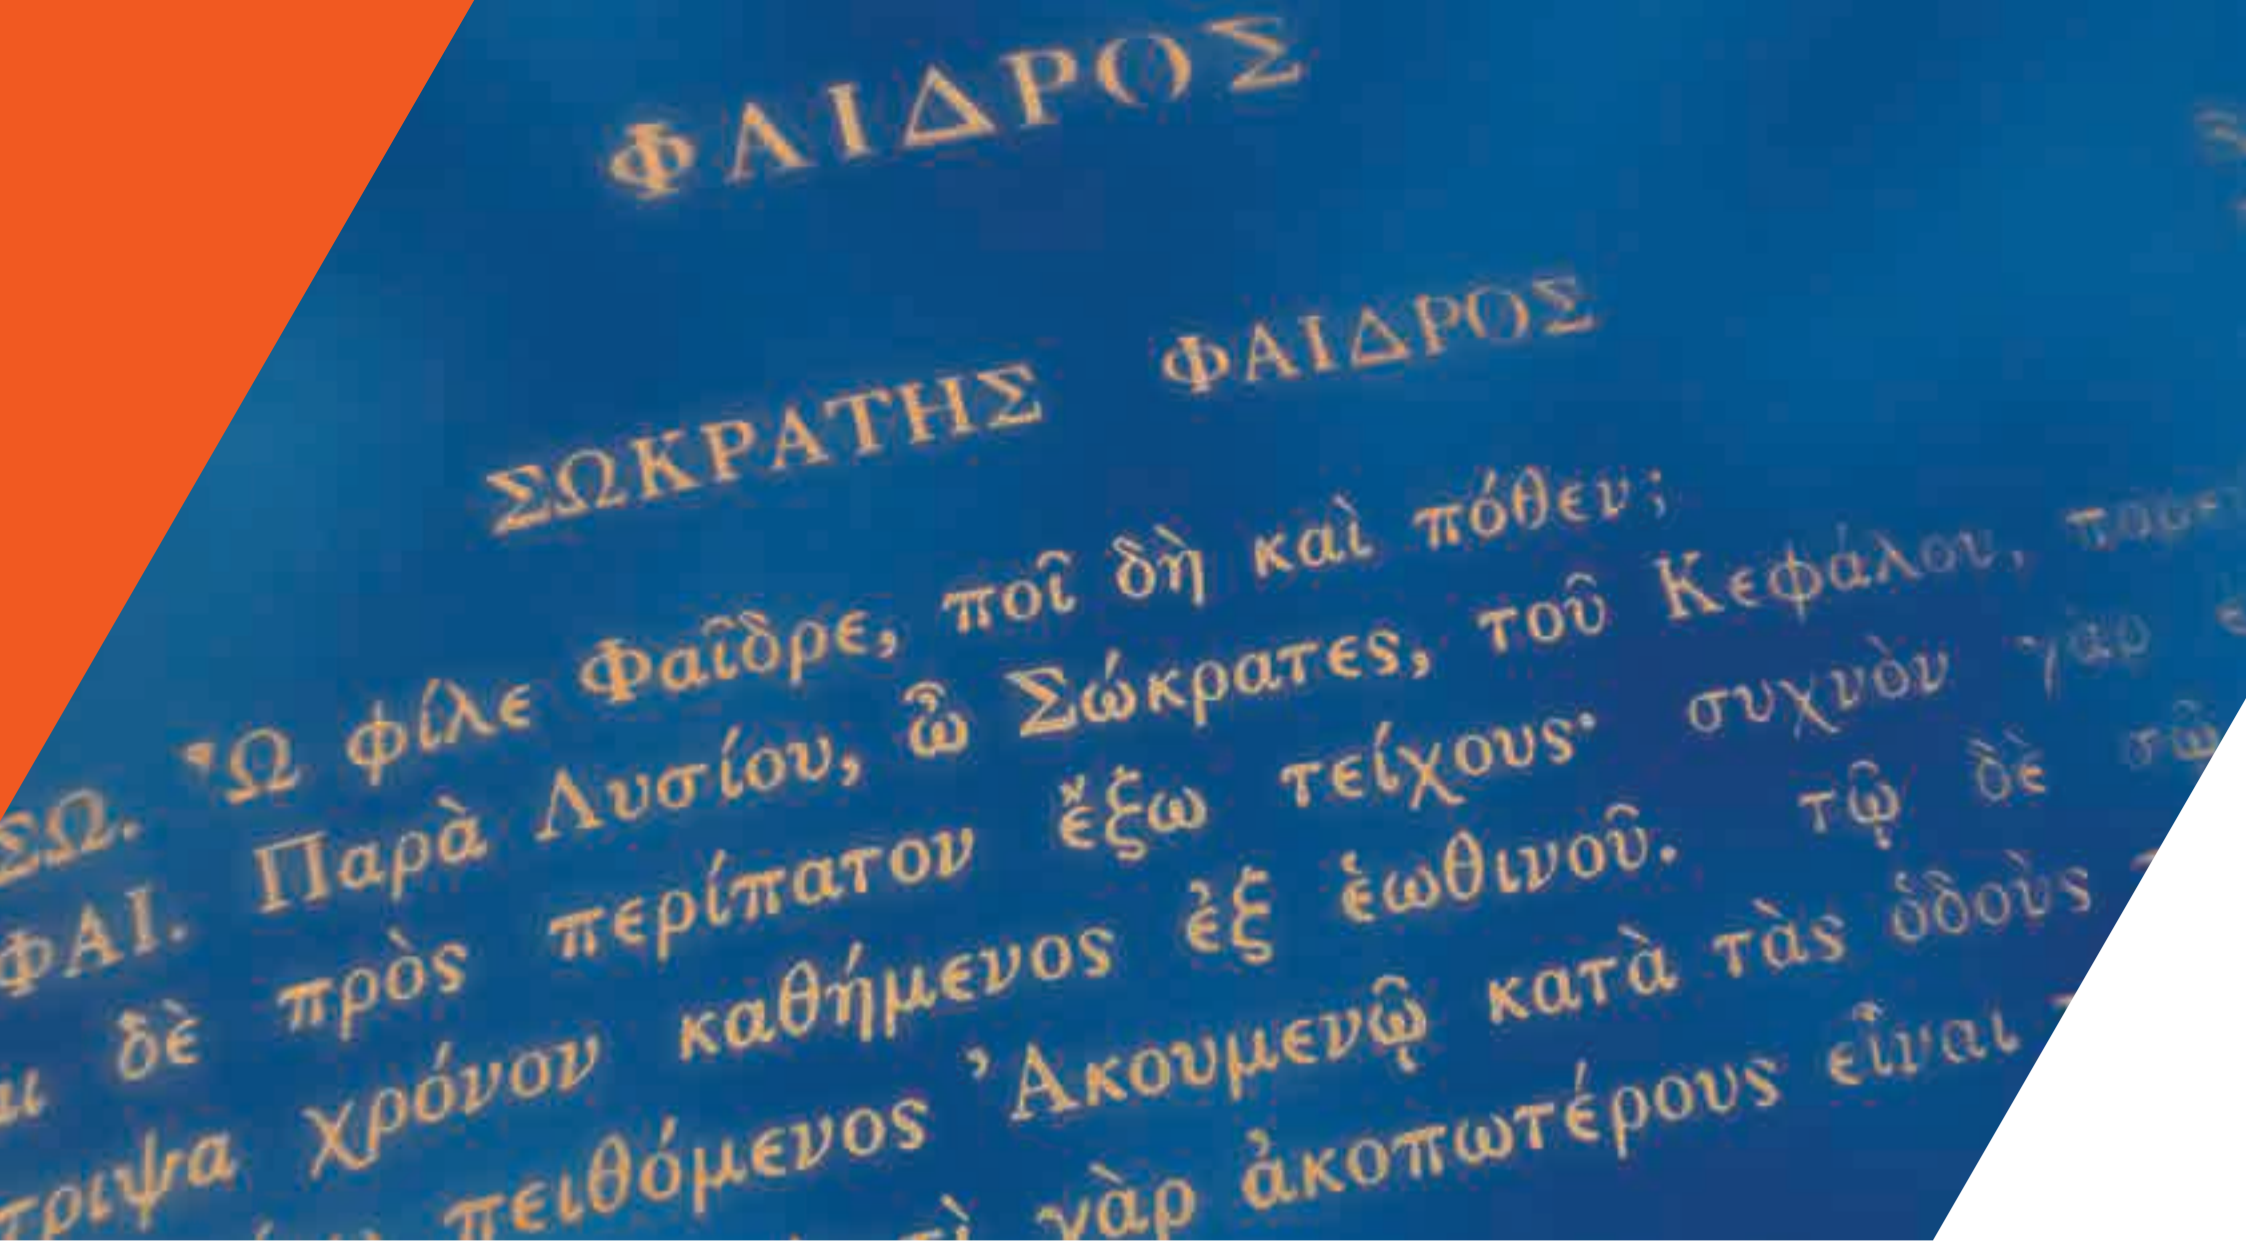 ΦΑΙΔΡΟΣ
ΣΩΚΡΑΤΗΣ ΦΑΙΔΡΟΣ
ΣΩ. Ὦ φίλε Φαῖδρε, ποῖ δὴ καὶ πόθεν;
ΦΑΙ. Παρὰ Λυσίου, ὦ Σώκρατες, τοῦ Κεφάλου,
δὲ πρὸς περίπατον ἔξω τείχους· συχνὸν γὰρ
χρόνον καθήμενος ἐξ ἑωθινοῦ. τῷ δὲ
πειθόμενος Ἀκουμενῷ κατὰ τὰς ὁδοὺς
γὰρ ἀκοπωτέρους εἶναι